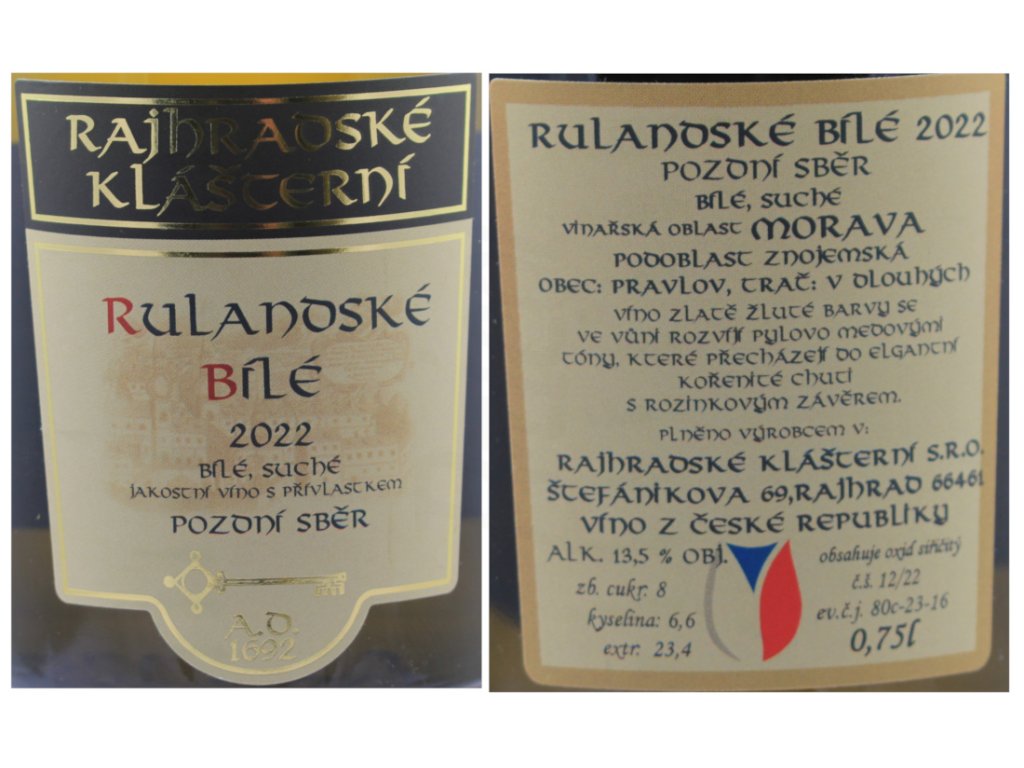 RAJHRADSKÉ
KLÁŠTERNÍ
RULANDSKÉ
BÍLÉ
2022
BÍLÉ, SUCHÉ
JAKOSTNÍ VÍNO S PŘÍVLASTKEM
POZDNÍ SBĚR
A.D.
1692
RULANDSKÉ BÍLÉ 2022
POZDNÍ SBĚR
BÍLÉ, SUCHÉ
VINAŘSKÁ OBLAST MORAVA
PODOBLAST ZNOJEMSKÁ
OBEC: PRAVLOV, TRAČ: V DLOUHÝCH
VÍNO ZLATĚ ŽLUTÉ BARVY SE
VE VŮNI ROZVÍJÍ PYLOVO MEDOVÝMI
TÓNY, KTERÉ PŘECHÁZEJÍ DO ELGANTNÍ
KOŘENITÉ CHUTI
S ROZINKOVÝM ZÁVĚREM.
PLNĚNO VÝROBCEM V:
RAJHRADSKÉ KLÁŠTERNÍ S.R.O.
ŠTEFÁNIKOVA 69,RAJHRAD 66461
VÍNO Z ČESKÉ REPUBLIKY
ALK. 13,5 % OBJ.
zb. cukr: 8
kyselina: 6,6
extr: 23,4
obsahuje oxid siřičitý
č.š. 12/22
ev.č.j. 80c-23-16
0,75l